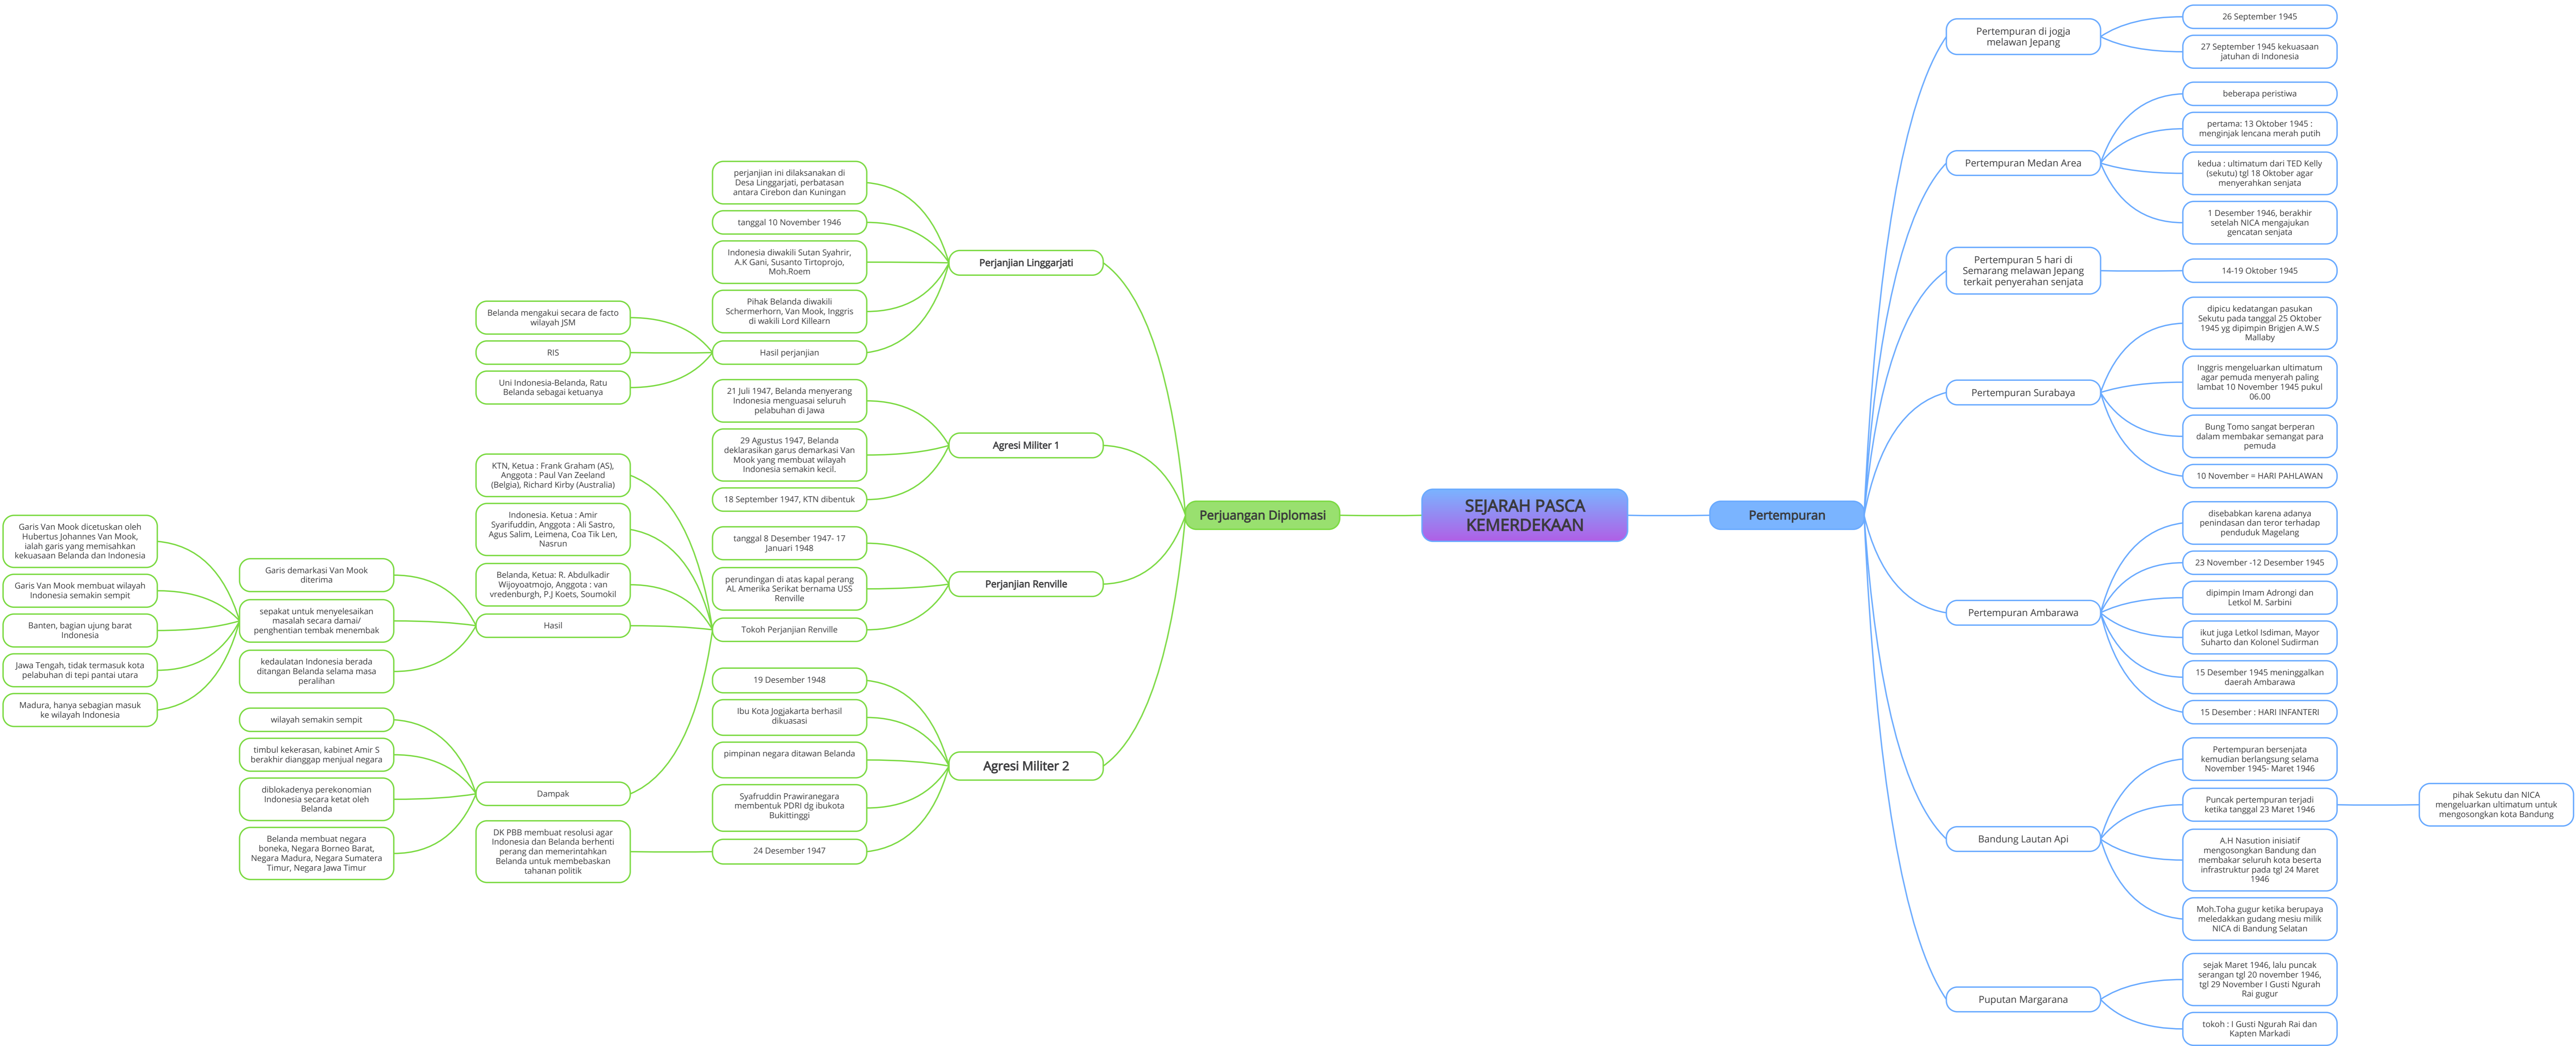 SEJARAH PASCA
KEMERDEKAAN
Pertempuran
Pertempuran di jogja
melawan Jepang
26 September 1945
27 September 1945 kekuasaan
jatuhan di Indonesia
Pertempuran Medan Area
beberapa peristiwa
pertama: 13 Oktober 1945 :
menginjak lencana merah putih
kedua : ultimatum dari TED Kelly
(sekutu) tgl 18 Oktober agar
menyerahkan senjata
1 Desember 1946, berakhir
setelah NICA mengajukan
gencatan senjata
Pertempuran 5 hari di
Semarang melawan Jepang
terkait penyerahan senjata
14-19 Oktober 1945
Pertempuran Surabaya
dipicu kedatangan pasukan
Sekutu pada tanggal 25 Oktober
1945 yg dipimpin Brigjen A.W.S
Mallaby
Inggris mengeluarkan ultimatum
agar pemuda menyerah paling
lambat 10 November 1945 pukul
06.00
Bung Tomo sangat berperan
dalam membakar semangat para
pemuda
10 November = HARI PAHLAWAN
Pertempuran Ambarawa
disebabkan karena adanya
penindasan dan teror terhadap
penduduk Magelang
23 November -12 Desember 1945
dipimpin Imam Adrongi dan
Letkol M. Sarbini
ikut juga Letkol Isdiman, Mayor
Suharto dan Kolonel Sudirman
15 Desember 1945 meninggalkan
daerah Ambarawa
15 Desember : HARI INFANTERI
Bandung Lautan Api
Pertempuran bersenjata
kemudian berlangsung selama
November 1945- Maret 1946
Puncak pertempuran terjadi
ketika tanggal 23 Maret 1946
pihak Sekutu dan NICA
mengeluarkan ultimatum untuk
mengosongkan kota Bandung
A.H Nasution inisiatif
mengosongkan Bandung dan
membakar seluruh kota beserta
infrastruktur pada tgl 24 Maret
1946
Moh.Toha gugur ketika berupaya
meledakkan gudang mesiu milik
NICA di Bandung Selatan
Puputan Margarana
sejak Maret 1946, lalu puncak
serangan tgl 20 november 1946,
tgl 29 November I Gusti Ngurah
Rai gugur
tokoh : I Gusti Ngurah Rai dan
Kapten Markadi
Perjuangan Diplomasi
Perjanjian Linggarjati
perjanjian ini dilaksanakan di
Desa Linggarjati, perbatasan
antara Cirebon dan Kuningan
tanggal 10 November 1946
Indonesia diwakili Sutan Syahrir,
A.K Gani, Susanto Tirtoprojo,
Moh.Roem
Pihak Belanda diwakili
Schermerhorn, Van Mook, Inggris
di wakili Lord Killearn
Hasil perjanjian
Belanda mengakui secara de facto
wilayah JSM
RIS
Uni Indonesia-Belanda, Ratu
Belanda sebagai ketuanya
Agresi Militer 1
21 Juli 1947, Belanda menyerang
Indonesia menguasai seluruh
pelabuhan di Jawa
29 Agustus 1947, Belanda
deklarasikan garus demarkasi Van
Mook yang membuat wilayah
Indonesia semakin kecil.
18 September 1947, KTN dibentuk
Perjanjian Renville
tanggal 8 Desember 1947- 17
Januari 1948
perundingan di atas kapal perang
AL Amerika Serikat bernama USS
Renville
Tokoh Perjanjian Renville
KTN, Ketua : Frank Graham (AS),
Anggota : Paul Van Zeeland
(Belgia), Richard Kirby (Australia)
Indonesia. Ketua : Amir
Syarifuddin, Anggota : Ali Sastro,
Agus Salim, Leimena, Coa Tik Len,
Nasrun
Belanda, Ketua: R. Abdulkadir
Wijoyoatmojo, Anggota : van
vredenburgh, P.J Koets, Soumokil
Hasil
Garis demarkasi Van Mook
diterima
sepakat untuk menyelesaikan
masalah secara damai/
penghentian tembak menembak
Garis Van Mook dicetuskan oleh
Hubertus Johannes Van Mook,
ialah garis yang memisahkan
kekuasaan Belanda dan Indonesia
Garis Van Mook membuat wilayah
Indonesia semakin sempit
Banten, bagian ujung barat
Indonesia
Jawa Tengah, tidak termasuk kota
pelabuhan di tepi pantai utara
Madura, hanya sebagian masuk
ke wilayah Indonesia
kedaulatan Indonesia berada
ditangan Belanda selama masa
peralihan
Dampak
wilayah semakin sempit
timbul kekerasan, kabinet Amir S
berakhir dianggap menjual negara
diblokadenya perekonomian
Indonesia secara ketat oleh
Belanda
Belanda membuat negara
boneka, Negara Borneo Barat,
Negara Madura, Negara Sumatera
Timur, Negara Jawa Timur
Agresi Militer 2
19 Desember 1948
Ibu Kota Jogjakarta berhasil
dikuasasi
pimpinan negara ditawan Belanda
Syafruddin Prawiranegara
membentuk PDRI dg ibukota
Bukittinggi
24 Desember 1947
DK PBB membuat resolusi agar
Indonesia dan Belanda berhenti
perang dan memerintahkan
Belanda untuk membebaskan
tahanan politik